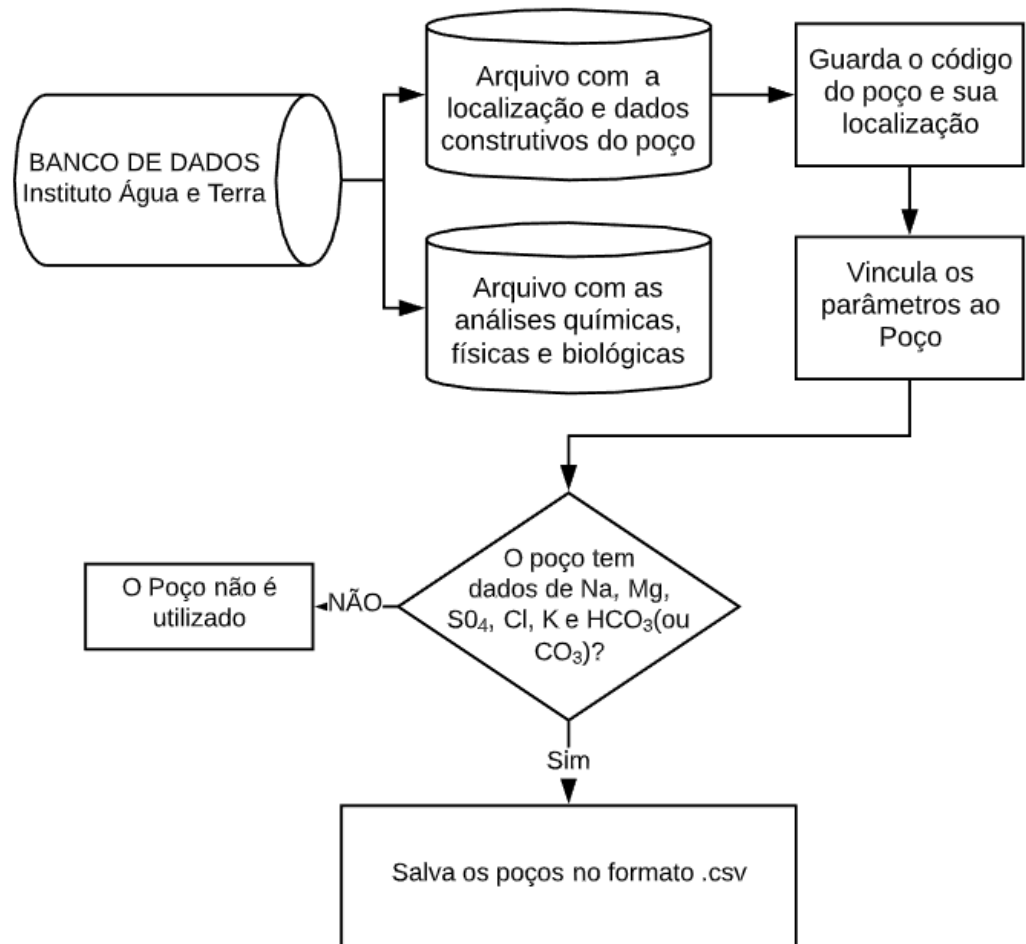 BANCO DE DADOS
Instituto Água e Terra
Arquivo com a
localização e dados
construtivos do poço
Guarda o código
do poço e sua
localização
Arquivo com as
análises químicas,
físicas e biológicas
Vincula os
parâmetros ao
Poço
O poço tem
dados de Na, Mg,
S0₄, Cl, K e HCO₃(ou
CO₃)?
NÃO
O Poço não é
utilizado
Sim
Salva os poços no formato .csv